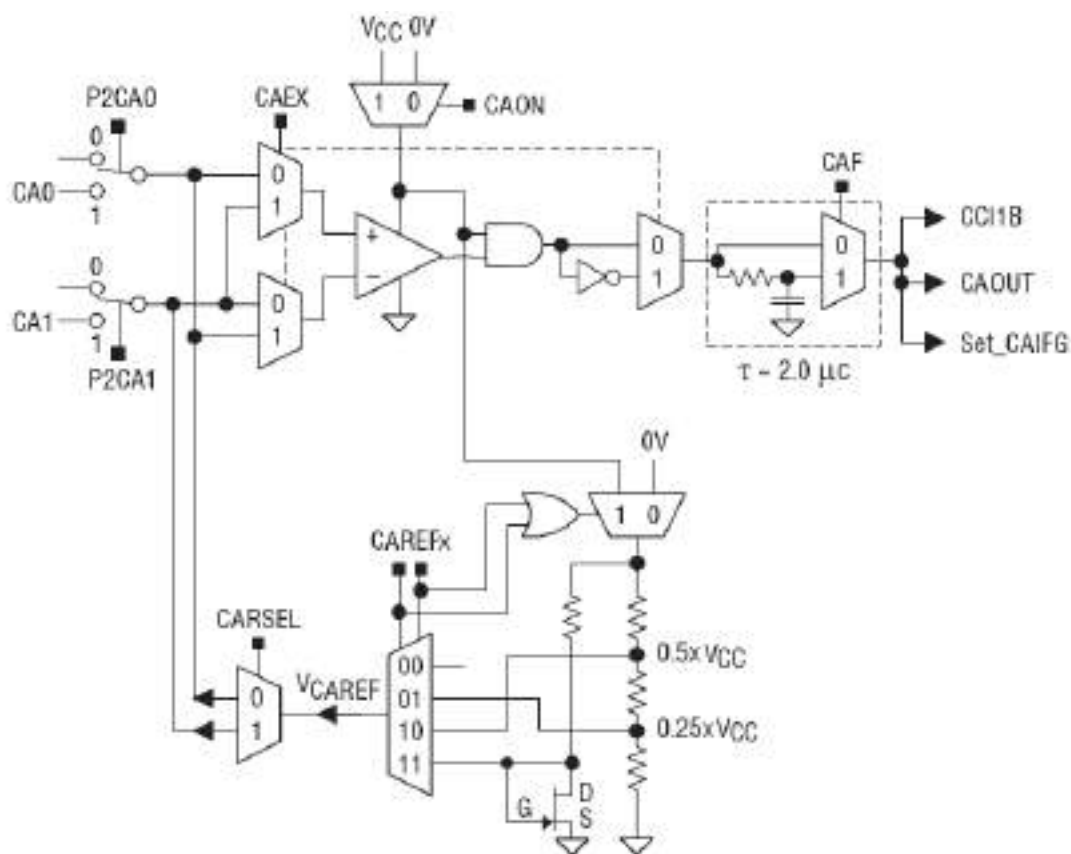 VCC 0V
1 0
CAON
P2CA0
0
CA0
1
CAEX
0
1
+
−
0
1
CAF
0
1
CCI1B
CAOUT
Set_CAIFG
τ ~ 2.0 μc
0
CA1
1
P2CA1
0
1
0V
1 0
CAREFx
CARSEL
0
1
VCAREF
00
01
10
11
0.5xVCC
0.25xVCC
G
D
S